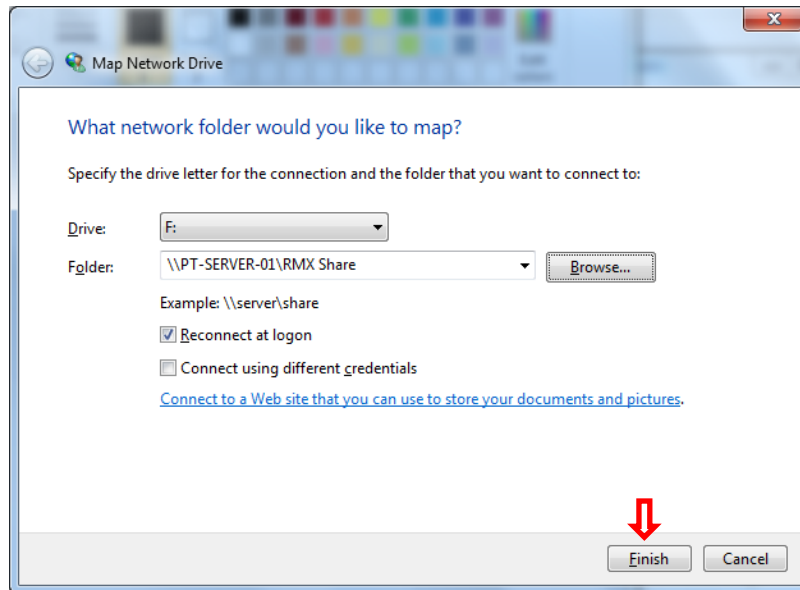 Map Network Drive
What network folder would you like to map?
Specify the drive letter for the connection and the folder that you want to connect to:
Drive: F:
Folder: \\PT-SERVER-01\RMX Share Browse...
Example: \\server\share
Reconnect at logon
Connect using different credentials
Connect to a Web site that you can use to store your documents and pictures.
Finish Cancel